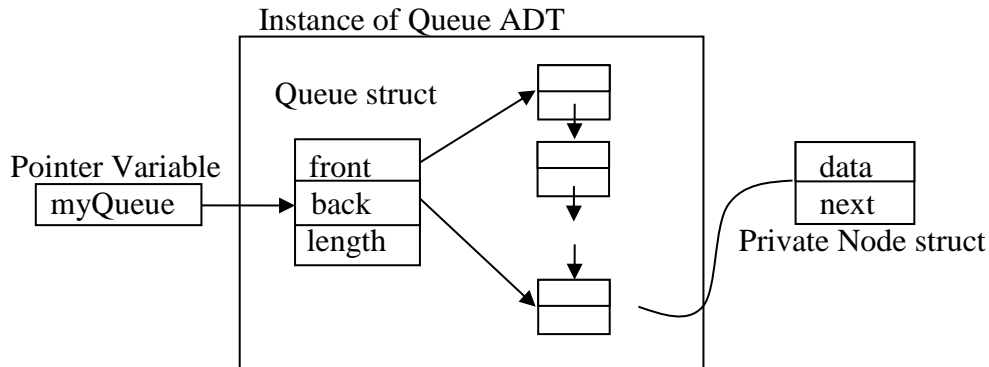 Instance of Queue ADT
Queue struct
Pointer Variable
myQueue
front
back
length
data
next
Private Node struct